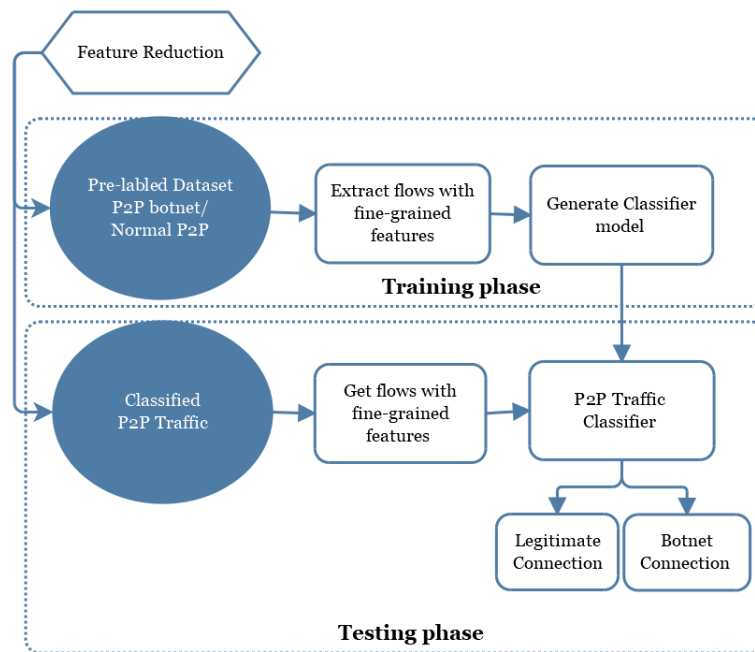 Feature Reduction
Pre-labled Dataset
P2P botnet/
Normal P2P
Extract flows with
fine-grained
features
Generate Classifier
model
Training phase
Classified
P2P Traffic
Get flows with
fine-grained
features
P2P Traffic
Classifier
Legitimate
Connection
Botnet
Connection
Testing phase